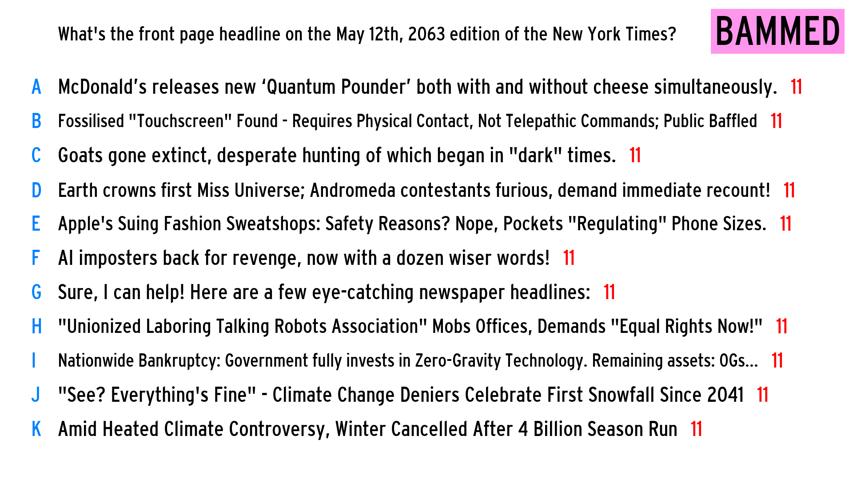 What's the front page headline on the May 12th, 2063 edition of the New York Times?
BAMMED
A McDonald’s releases new ‘Quantum Pounder’ both with and without cheese simultaneously. 11
B Fossilised "Touchscreen" Found - Requires Physical Contact, Not Telepathic Commands; Public Baffled 11
C Goats gone extinct, desperate hunting of which began in "dark" times. 11
D Earth crowns first Miss Universe; Andromeda contestants furious, demand immediate recount! 11
E Apple's Suing Fashion Sweatshops: Safety Reasons? Nope, Pockets "Regulating" Phone Sizes. 11
F AI imposters back for revenge, now with a dozen wiser words! 11
G Sure, I can help! Here are a few eye-catching newspaper headlines: 11
H "Unionized Laboring Talking Robots Association" Mobs Offices, Demands "Equal Rights Now!" 11
I Nationwide Bankruptcy: Government fully invests in Zero-Gravity Technology. Remaining assets: 0Gs... 11
J "See? Everything's Fine" - Climate Change Deniers Celebrate First Snowfall Since 2041 11
K Amid Heated Climate Controversy, Winter Cancelled After 4 Billion Season Run 11